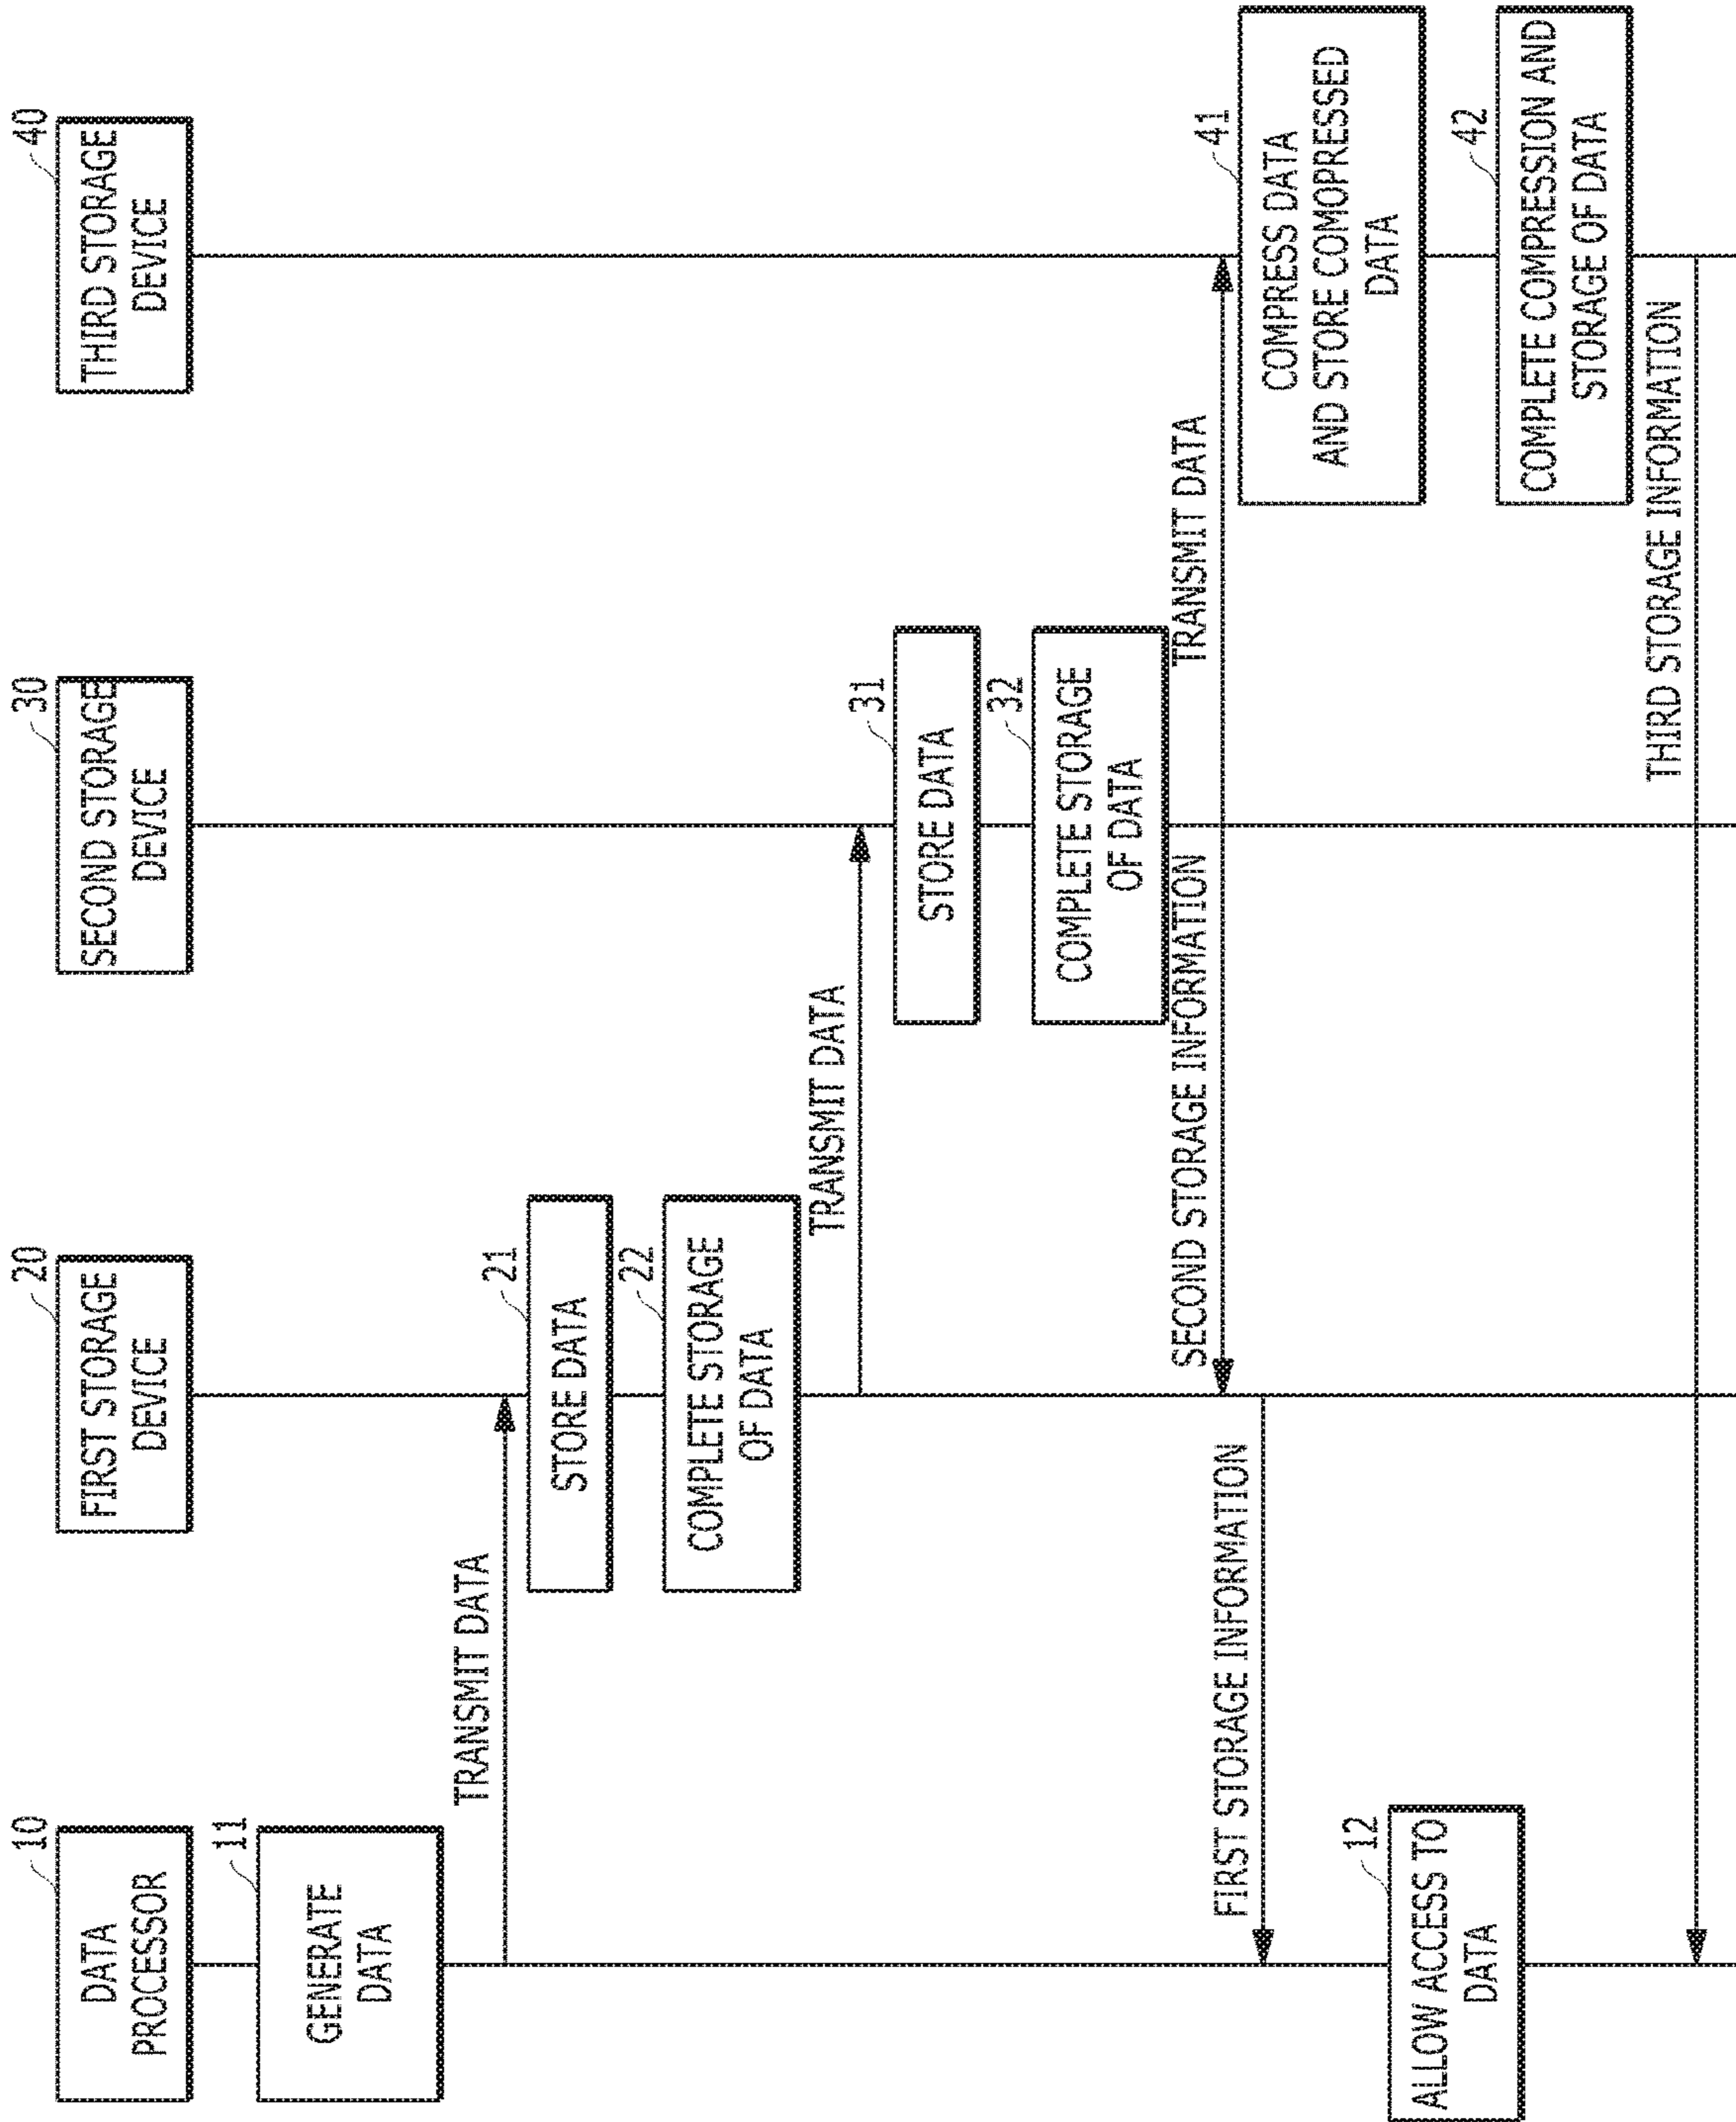 10
DATA
PROCESSOR
20
FIRST STORAGE
DEVICE
30
SECOND STORAGE
DEVICE
40
THIRD STORAGE
DEVICE
11
GENERATE
DATA
TRANSMIT DATA
21
STORE DATA
22
COMPLETE STORAGE
OF DATA
TRANSMIT DATA
31
STORE DATA
32
COMPLETE STORAGE
OF DATA
SECOND STORAGE INFORMATION
TRANSMIT DATA
FIRST STORAGE INFORMATION
41
COMPRESS DATA
AND STORE COMOPRESSED
DATA
12
ALLOW ACCESS TO
DATA
42
COMPLETE COMPRESSION AND
STORAGE OF DATA
THIRD STORAGE INFORMATION